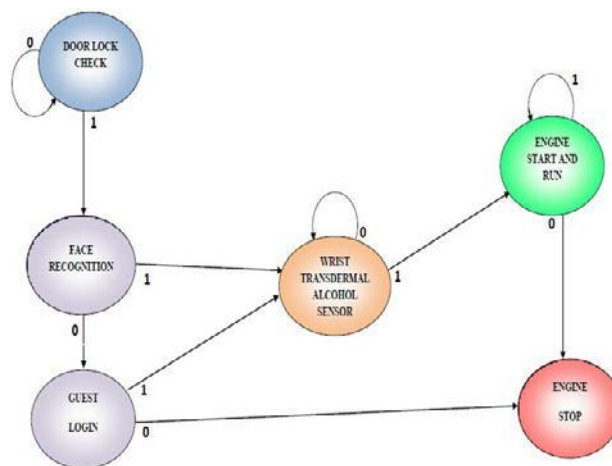 0
DOOR LOCK
CHECK
1
FACE
RECOGNITION
1
0
GUEST
LOGIN
1
0
WRIST
TRANSDERMAL
ALCOHOL
SENSOR
0
1
1
ENGINE
START AND
RUN
0
ENGINE
STOP